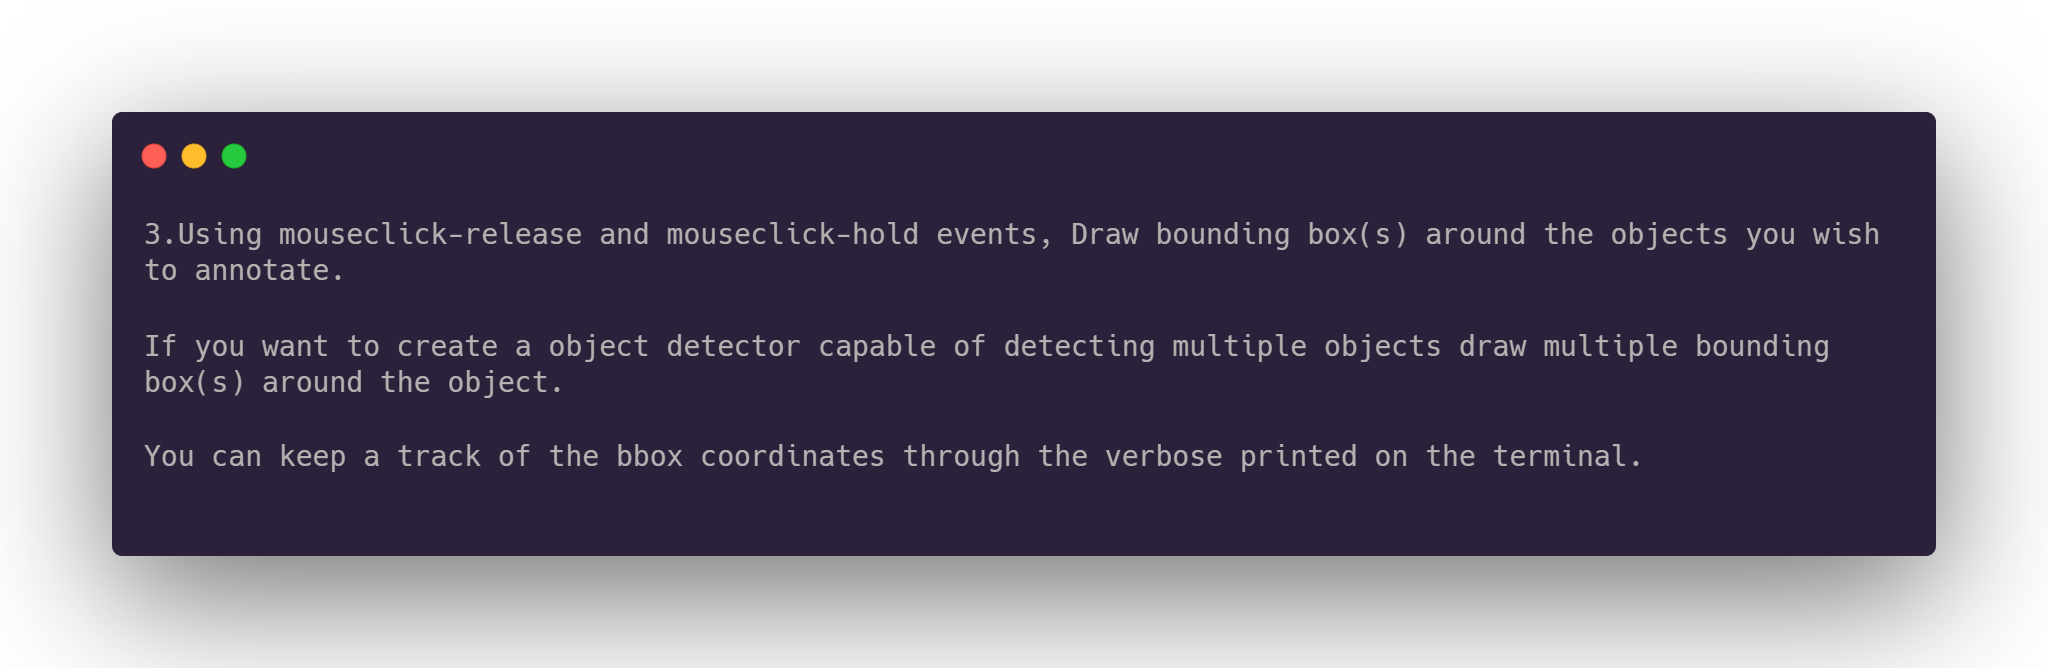 3.Using mouseclick-release and mouseclick-hold events, Draw bounding box(s) around the objects you wish
to annotate.
If you want to create a object detector capable of detecting multiple objects draw multiple bounding
box(s) around the object.
You can keep a track of the bbox coordinates through the verbose printed on the terminal.